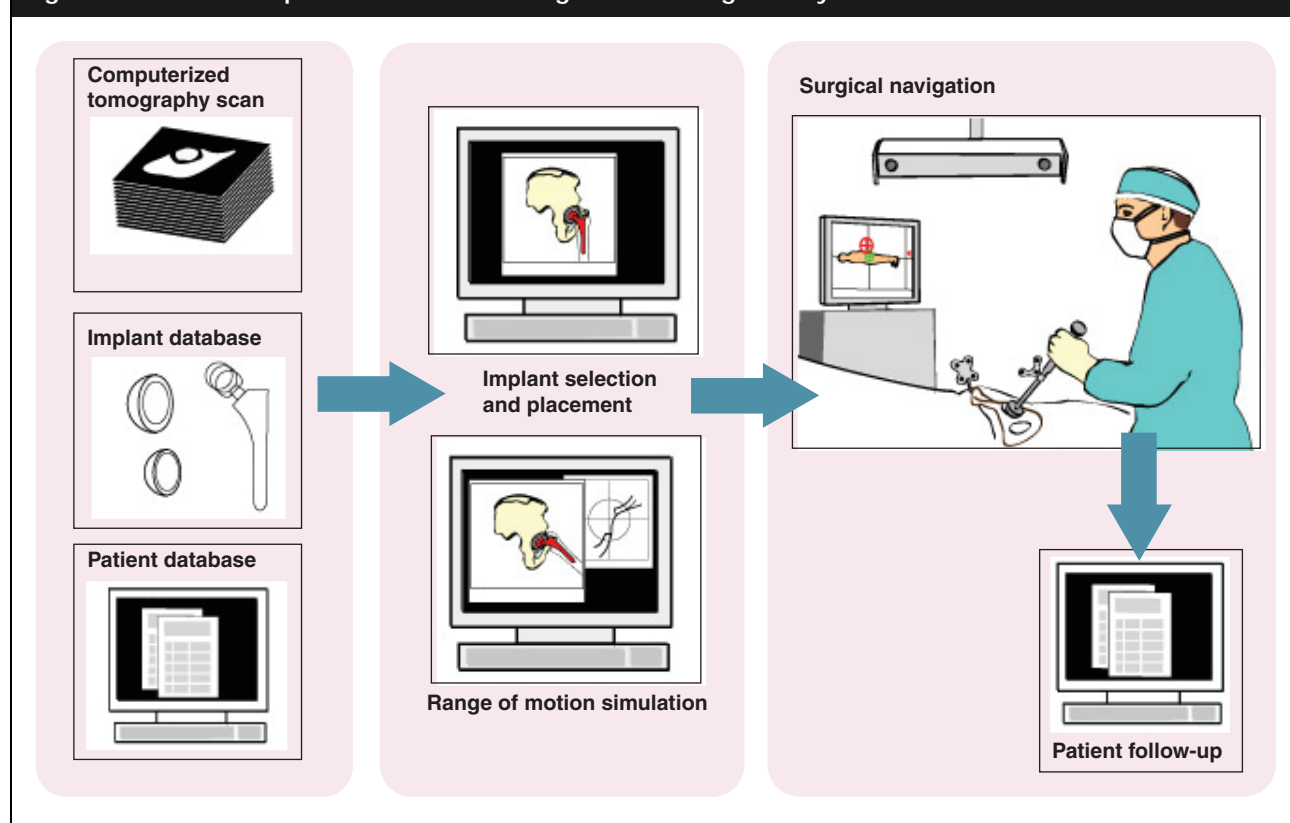 Computerized
tomography scan
Implant database
Patient database
Implant selection
and placement
Range of motion simulation
Surgical navigation
Patient follow-up